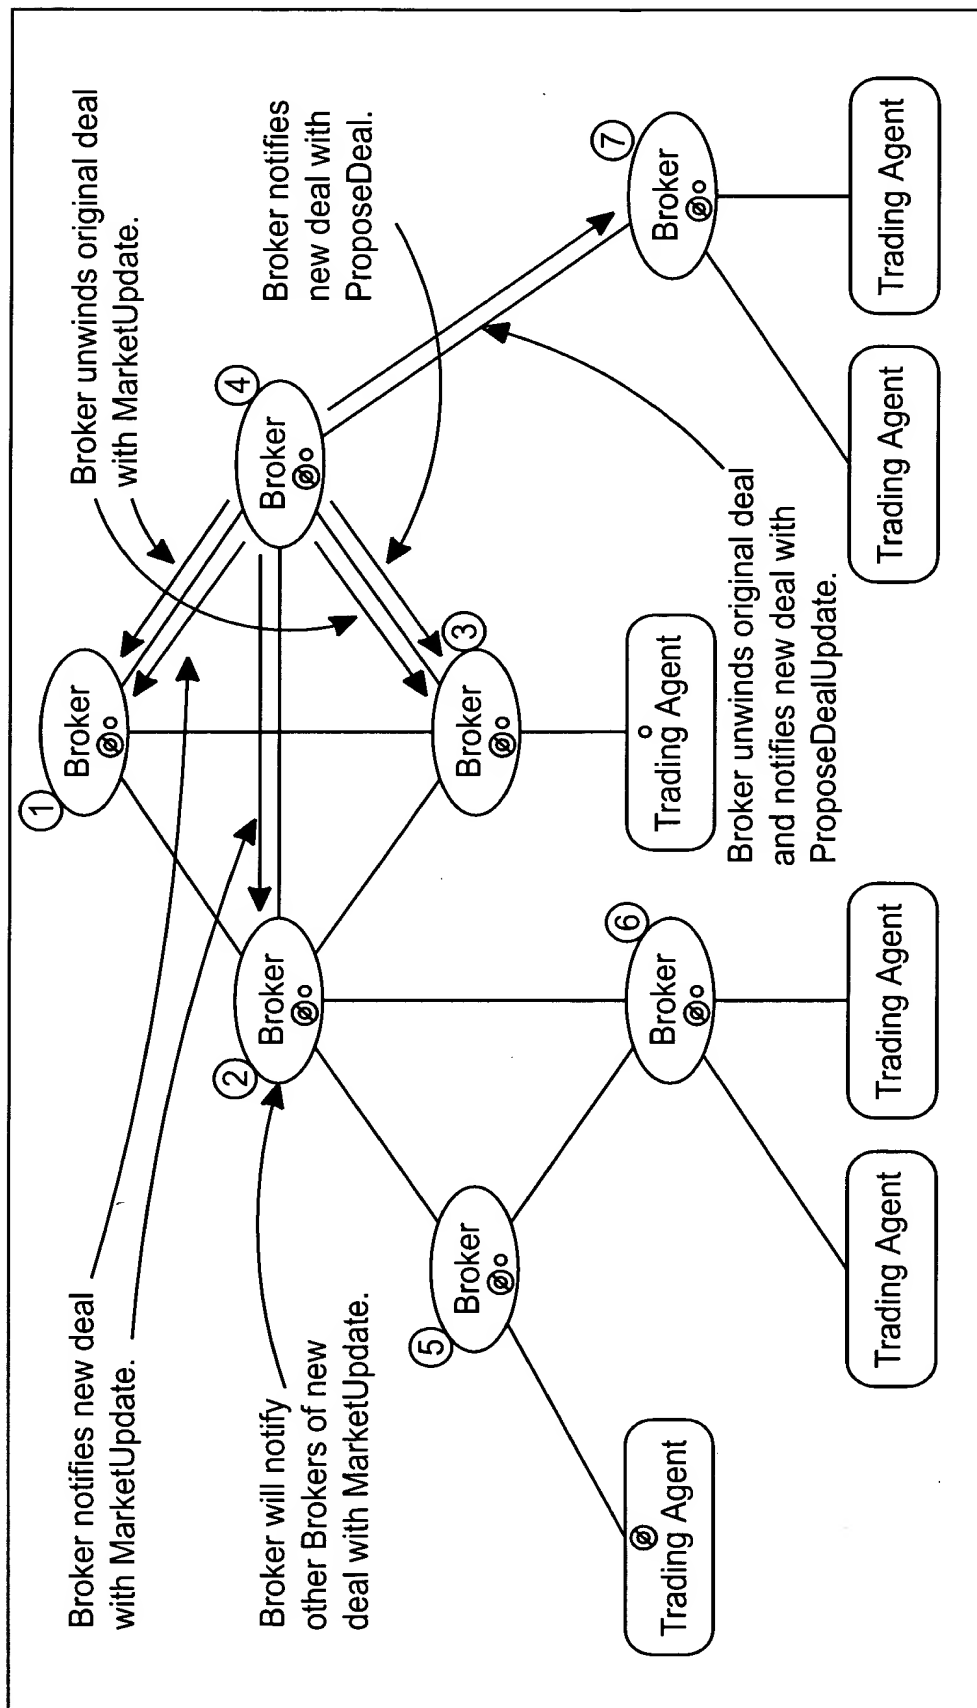 Broker notifies new deal
with MarketUpdate.
Broker unwinds original deal
with MarketUpdate.
1
Broker
Broker will notify
other Brokers of new
deal with MarketUpdate.
2
Broker
4
Broker
Broker notifies
new deal with
ProposeDeal.
5
Broker
3
Broker
Trading Agent
6
Broker
Trading Agent
Broker unwinds original deal
and notifies new deal with
ProposeDealUpdate.
7
Broker
Trading Agent
Trading Agent
Trading Agent
Trading Agent